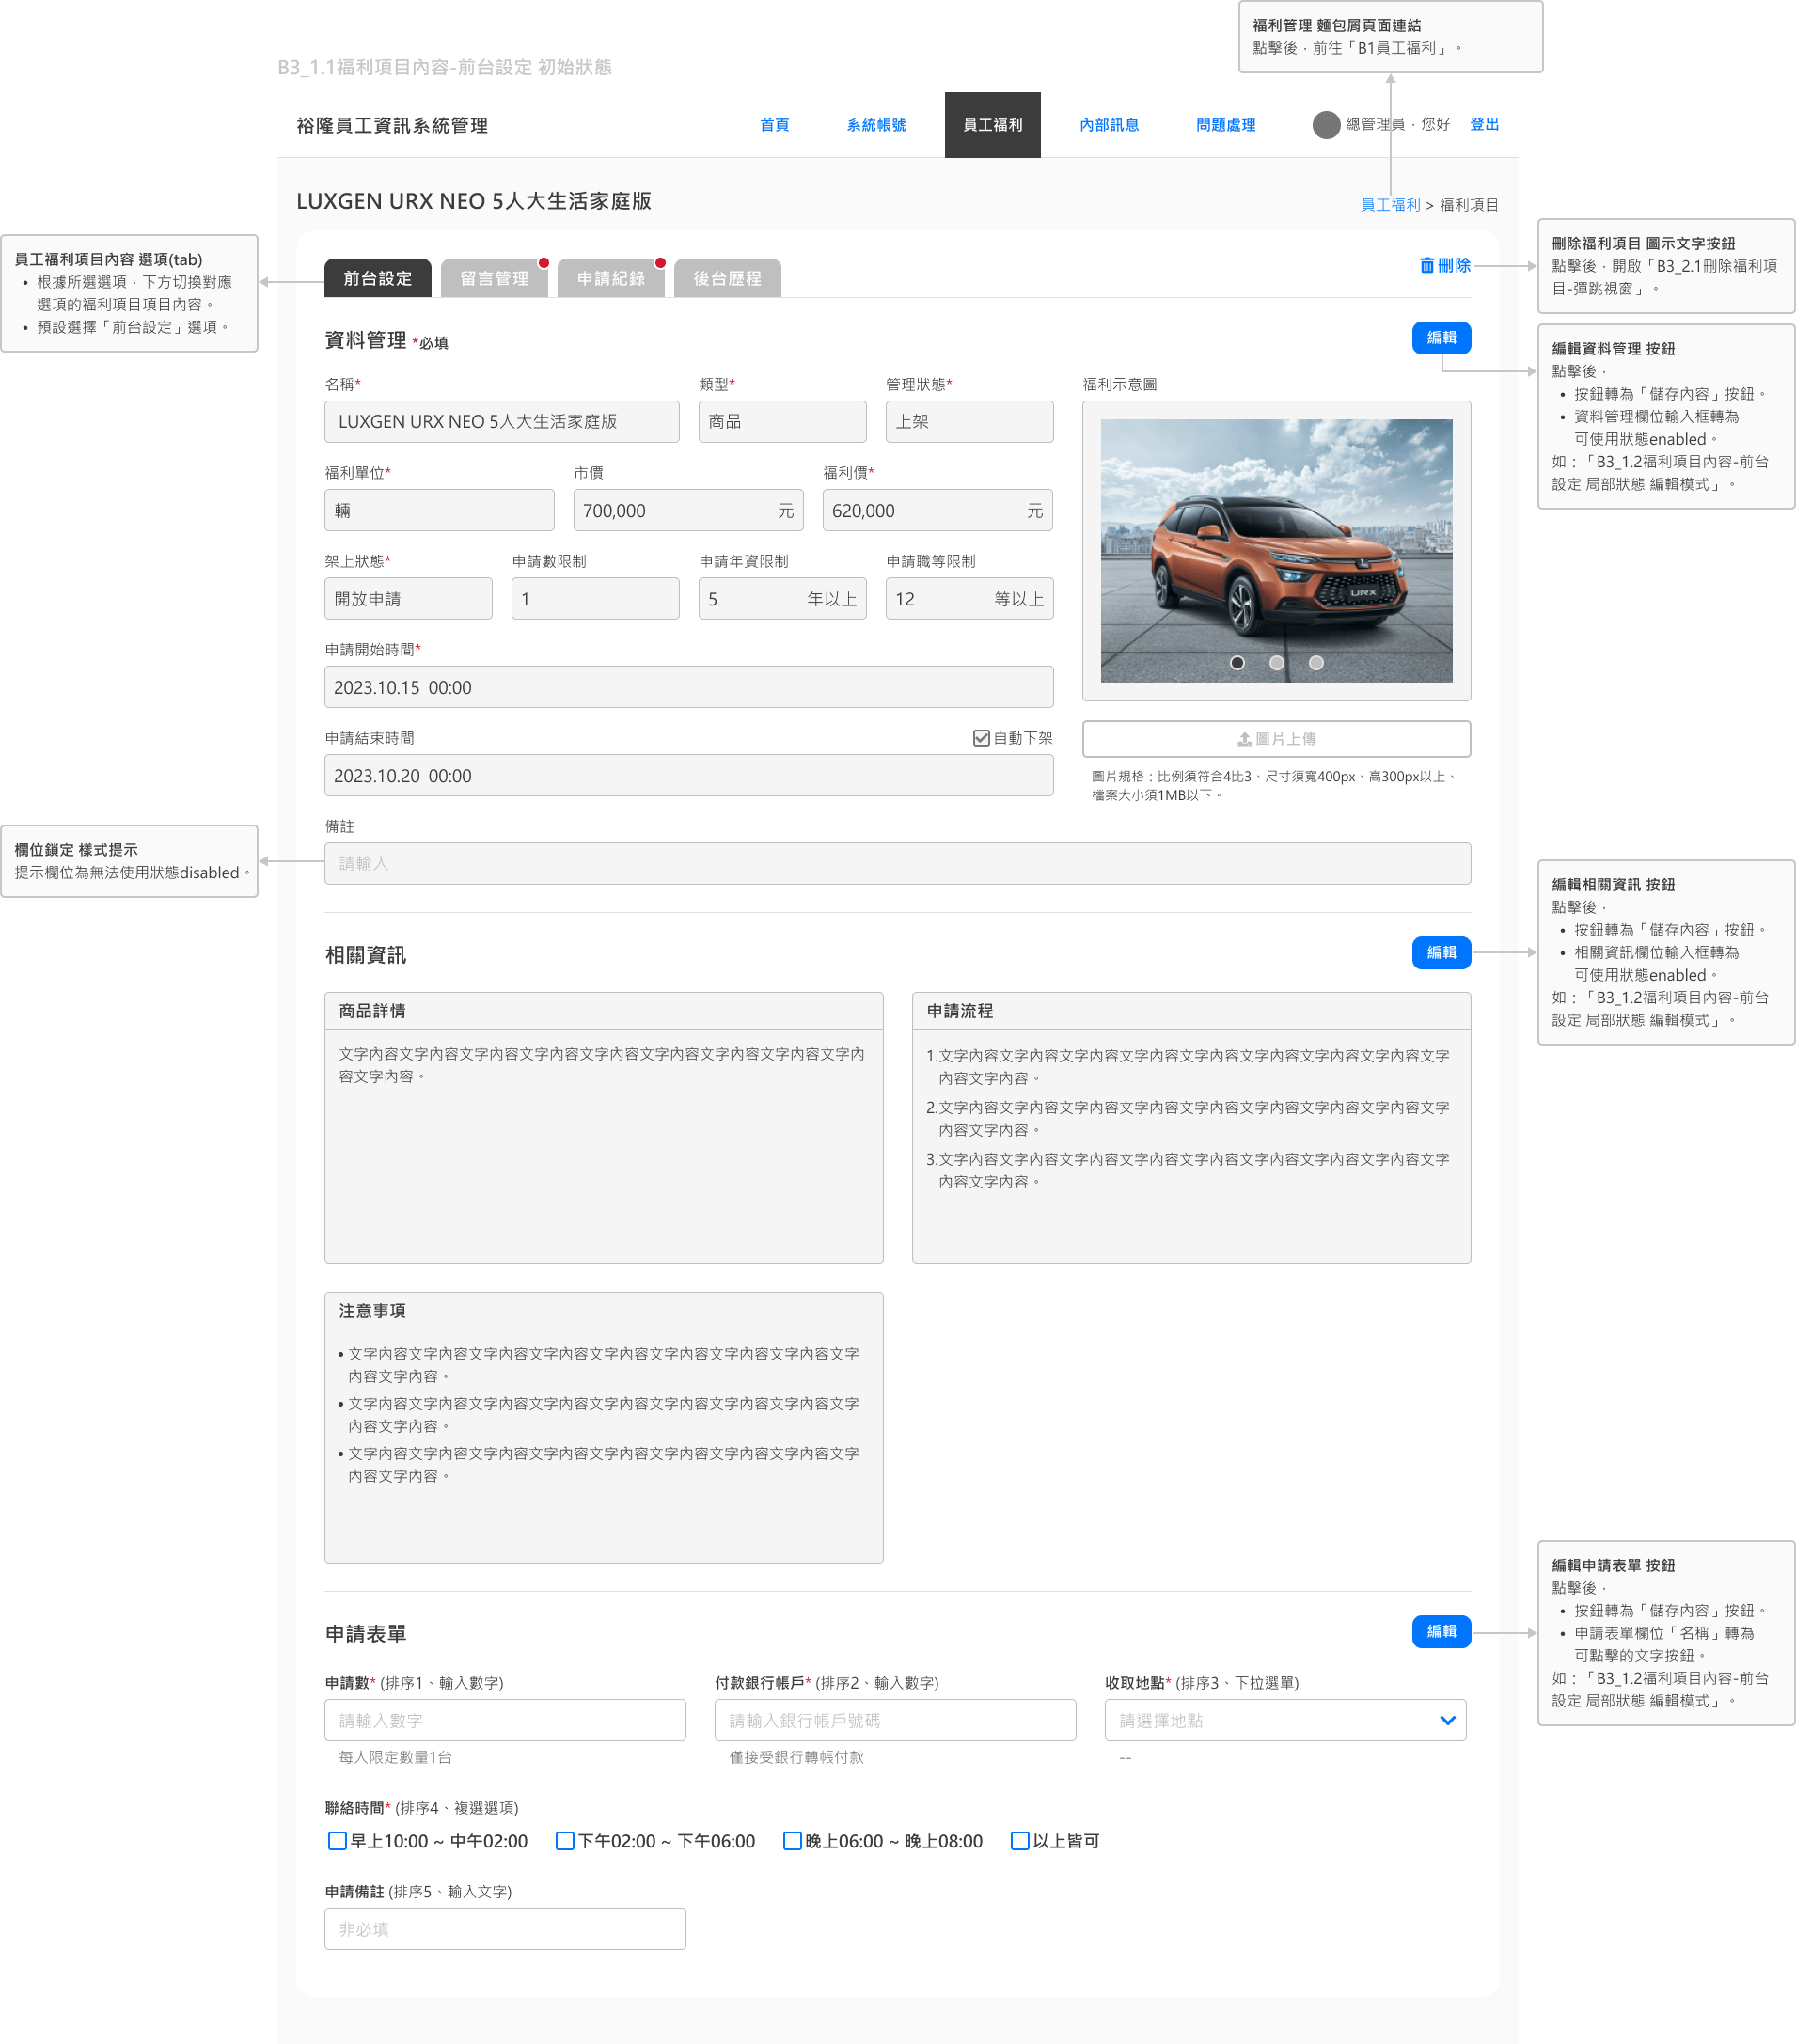 福利管理 麵包屑頁面連結
點擊後，前往「B1員工福利」。
B3_1.1福利項目內容-前台設定 初始狀態
裕隆員工資訊系統管理
首頁
系統帳號
員工福利
內部訊息
問題處理
總管理員，您好
登出
LUXGEN URX NEO 5人大生活家庭版
員工福利 > 福利項目
員工福利項目內容 選項(tab)
• 根據所選選項，下方切換對應
選項的福利項目項目內容。
• 預設選擇「前台設定」選項。
前台設定
留言管理
申請紀錄
後台歷程
刪除
刪除福利項目 圖示文字按鈕
點擊後，開啟「B3_2.1刪除福利項
目-彈跳視窗」。
資料管理 *必填
編輯
編輯資料管理 按鈕
點擊後，
• 按鈕轉為「儲存內容」按鈕。
• 資料管理欄位輸入框轉為
可使用狀態enabled。
如：「B3_1.2福利項目內容-前台
設定 局部狀態 編輯模式」。
名稱*
類型*
管理狀態*
福利示意圖
LUXGEN URX NEO 5人大生活家庭版
商品
上架
福利單位*
市價
福利價*
輛
700,000 元
620,000 元
架上狀態*
申請數限制
申請年資限制
申請職等限制
開放申請
1
5 年以上
12 等以上
URX
申請開始時間*
2023.10.15 00:00
申請結束時間
自動下架
2023.10.20 00:00
圖片上傳
圖片規格：比例須符合4比3、尺寸須寬400px、高300px以上、
檔案大小須1MB以下。
備註
請輸入
欄位鎖定 樣式提示
提示欄位為無法使用狀態disabled。
相關資訊
編輯
編輯相關資訊 按鈕
點擊後，
• 按鈕轉為「儲存內容」按鈕。
• 相關資訊欄位輸入框轉為
可使用狀態enabled。
如：「B3_1.2福利項目內容-前台
設定 局部狀態 編輯模式」。
商品詳情
文字內容文字內容文字內容文字內容文字內容文字內容文字內容文字內容文字內
容文字內容。
申請流程
1.文字內容文字內容文字內容文字內容文字內容文字內容文字內容文字內容文字
內容文字內容。
2.文字內容文字內容文字內容文字內容文字內容文字內容文字內容文字內容文字
內容文字內容。
3.文字內容文字內容文字內容文字內容文字內容文字內容文字內容文字內容文字
內容文字內容。
注意事項
• 文字內容文字內容文字內容文字內容文字內容文字內容文字內容文字內容文字
內容文字內容。
• 文字內容文字內容文字內容文字內容文字內容文字內容文字內容文字內容文字
內容文字內容。
• 文字內容文字內容文字內容文字內容文字內容文字內容文字內容文字內容文字
內容文字內容。
申請表單
編輯
編輯申請表單 按鈕
點擊後，
• 按鈕轉為「儲存內容」按鈕。
• 申請表單欄位「名稱」轉為
可點擊的文字按鈕。
如：「B3_1.2福利項目內容-前台
設定 局部狀態 編輯模式」。
申請數* (排序1、輸入數字)
付款銀行帳戶* (排序2、輸入數字)
收取地點* (排序3、下拉選單)
請輸入數字
請輸入銀行帳戶號碼
請選擇地點
每人限定數量1台
僅接受銀行轉帳付款
--
聯絡時間* (排序4、複選選項)
早上10:00 ~ 中午02:00
下午02:00 ~ 下午06:00
晚上06:00 ~ 晚上08:00
以上皆可
申請備註 (排序5、輸入文字)
非必填